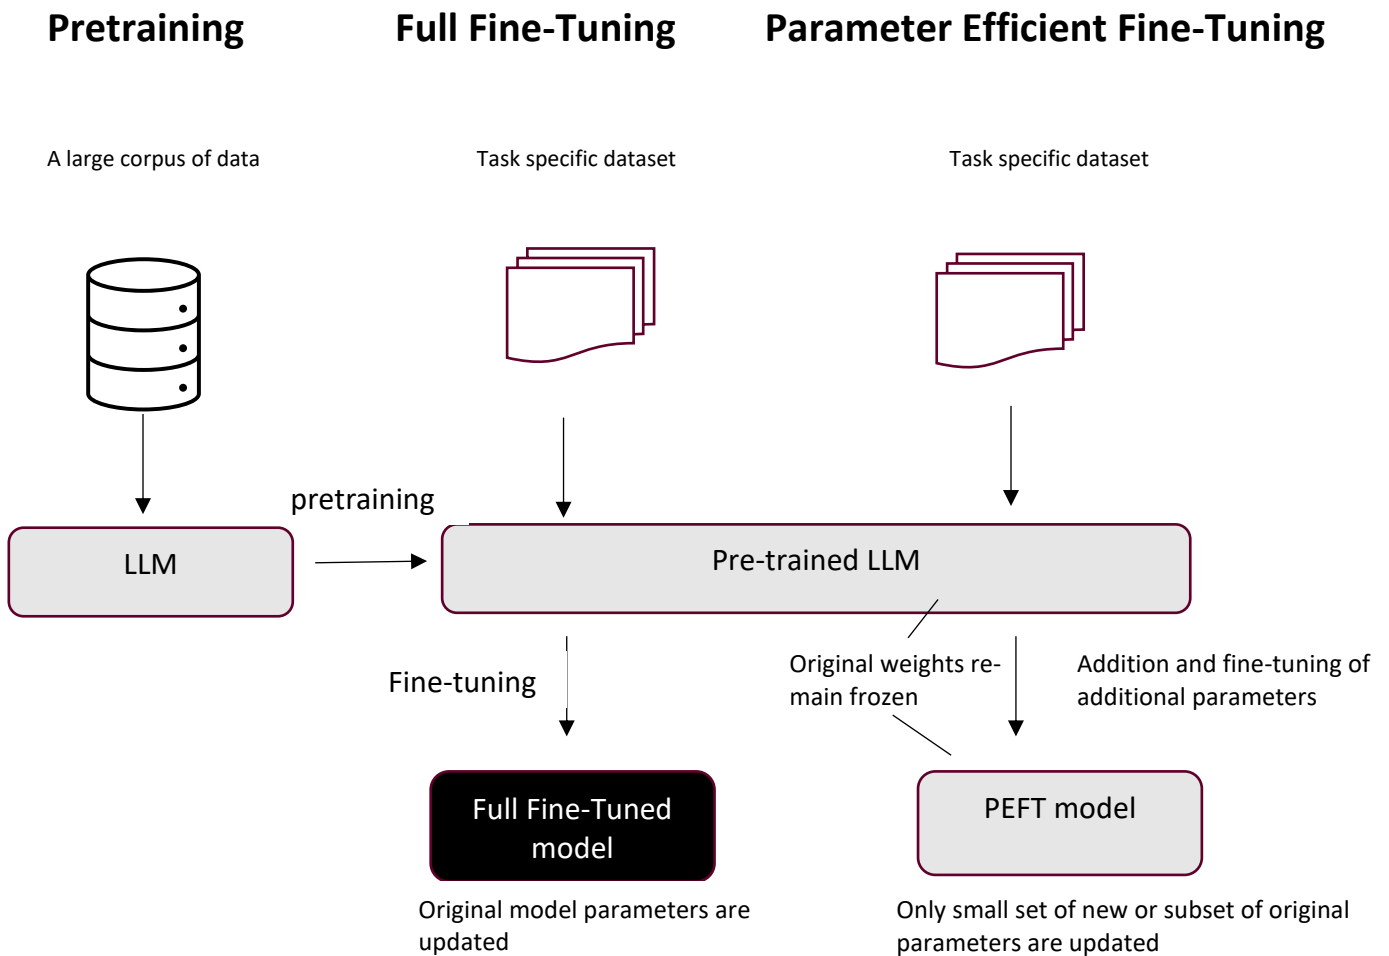 Pretraining
Full Fine-Tuning
Parameter Efficient Fine-Tuning
A large corpus of data
Task specific dataset
Task specific dataset
pretraining
LLM
Pre-trained LLM
Fine-tuning
Original weights re-
main frozen
Addition and fine-tuning of
additional parameters
Full Fine-Tuned
model
PEFT model
Original model parameters are
updated
Only small set of new or subset of original
parameters are updated